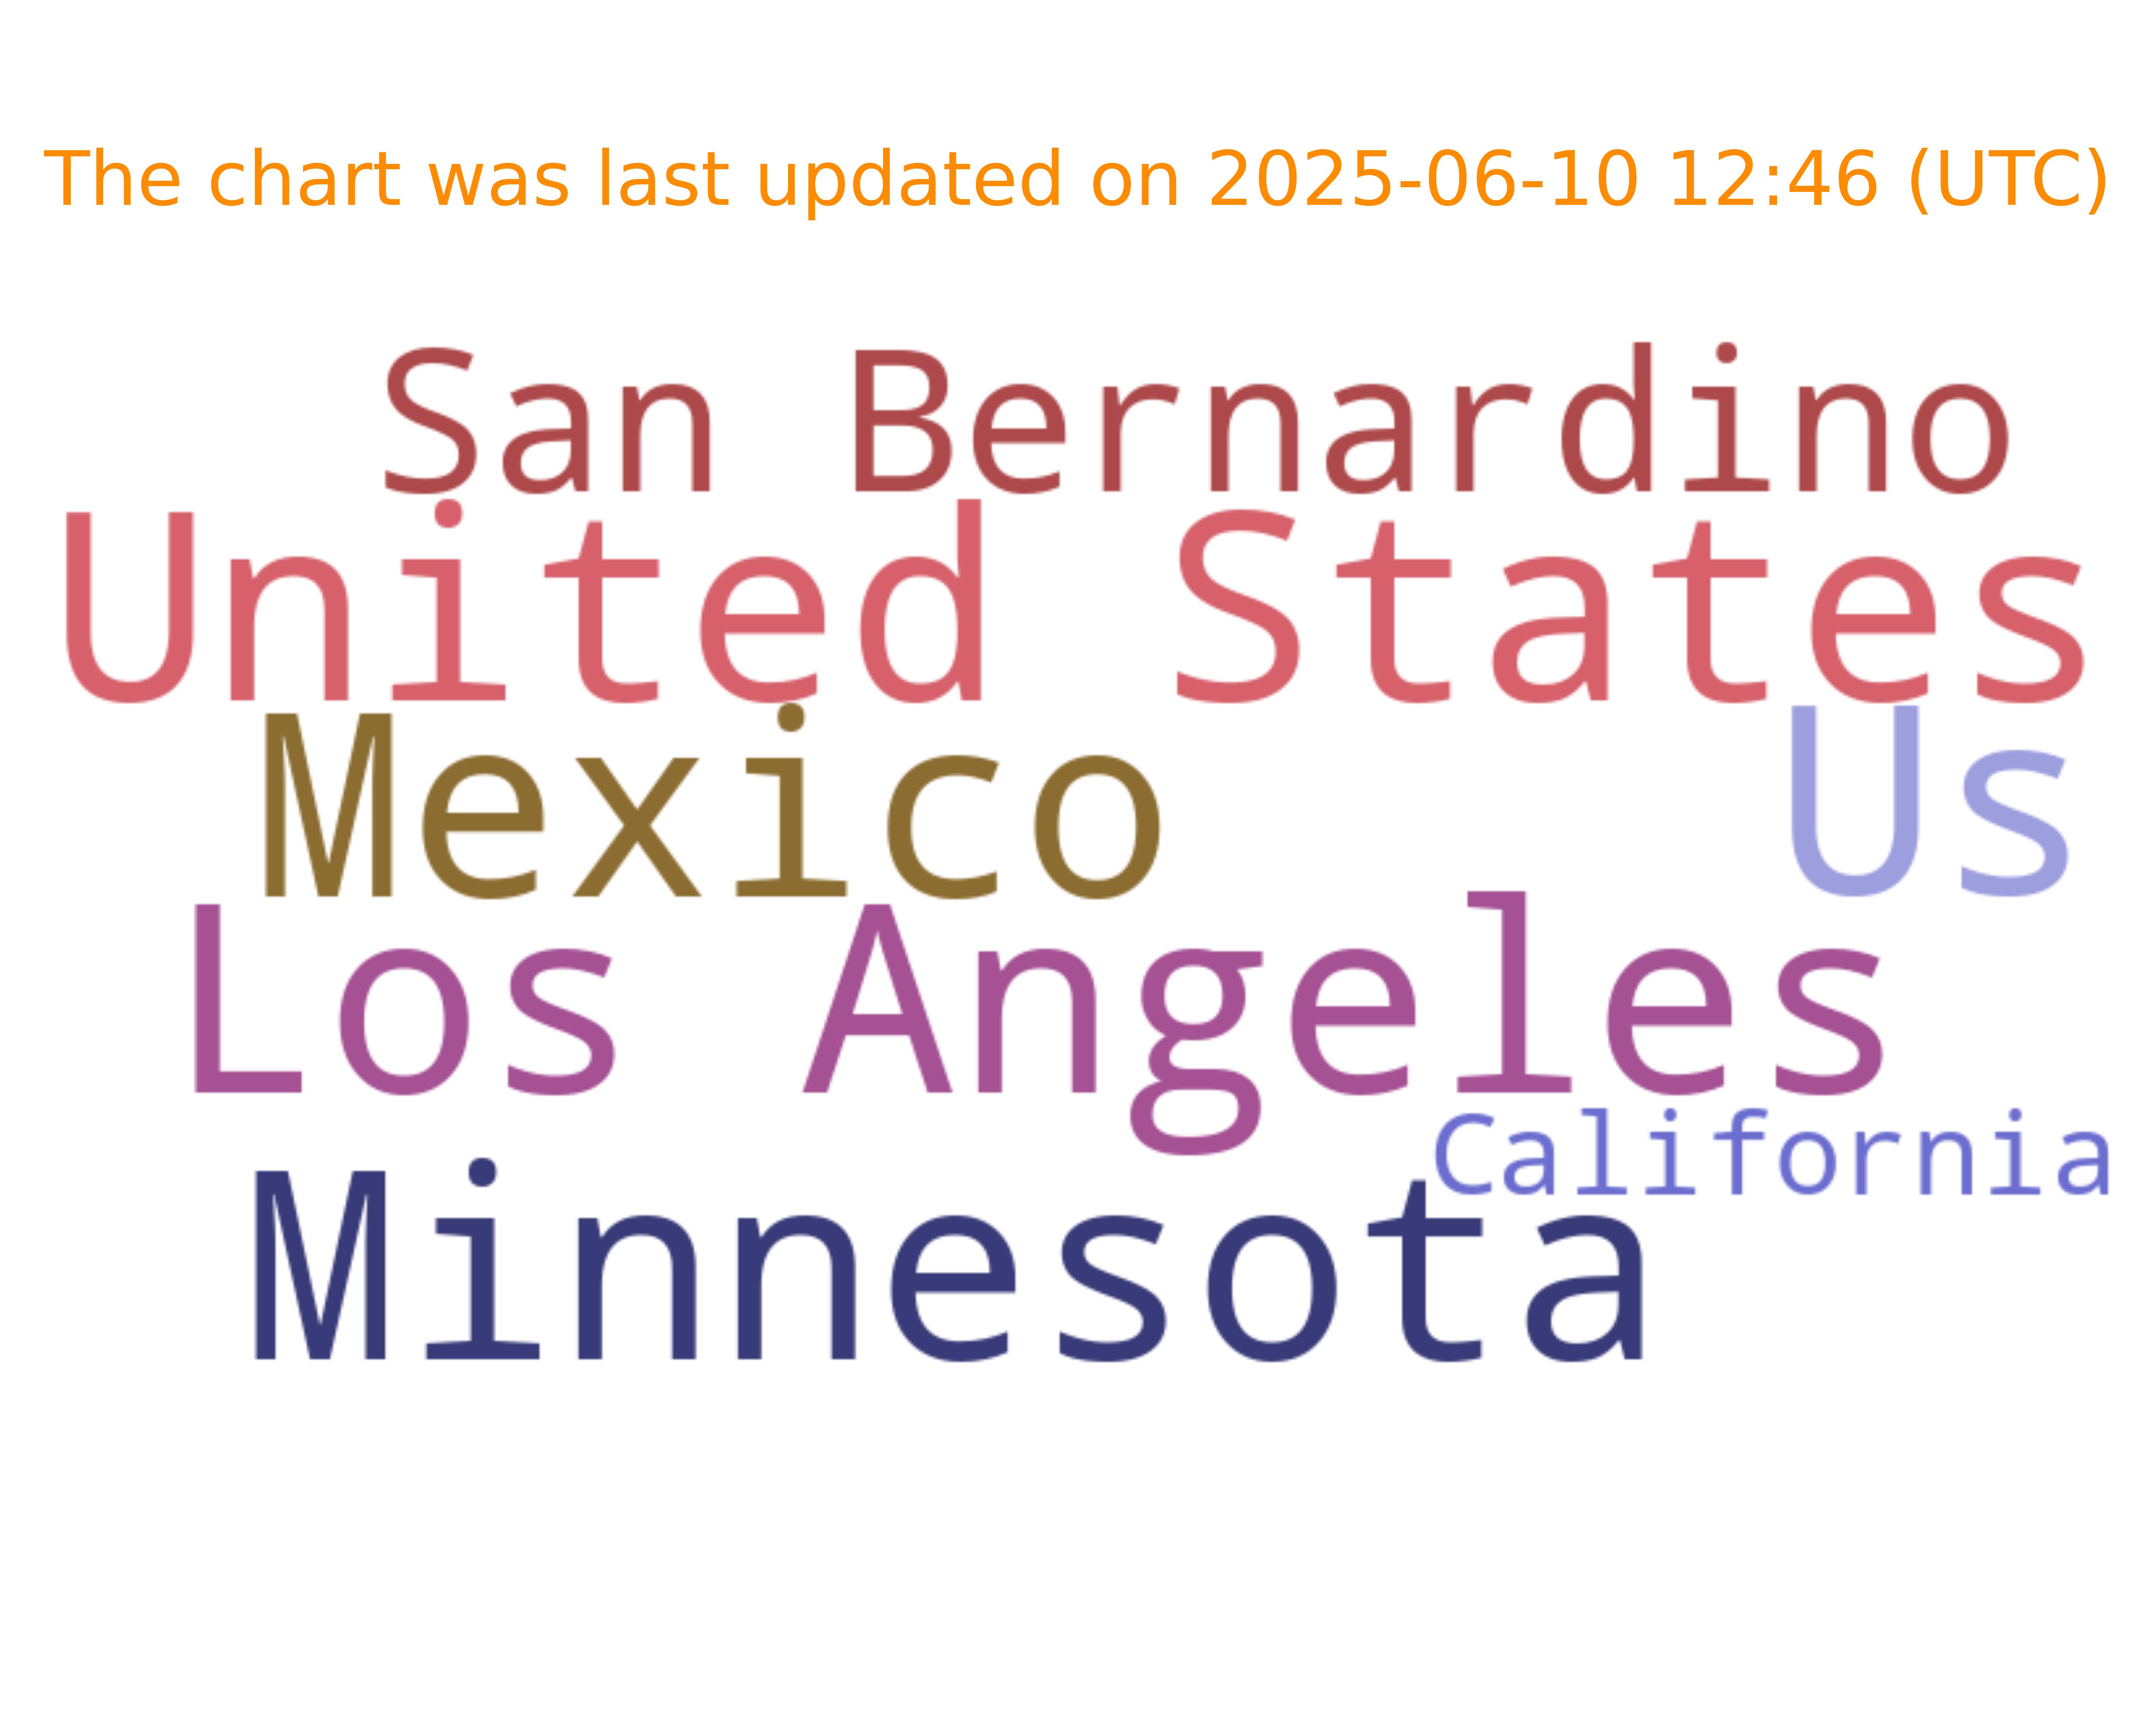 The chart was last updated on 2025-06-10 12:46 (UTC)
San Bernardino
United States
Mexico Us
Los Angeles
California
Minnesota